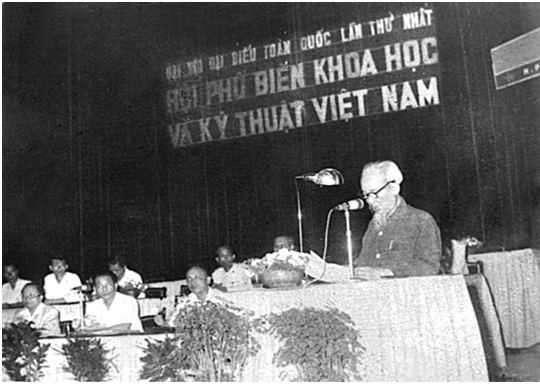 ĐẠI HỘI ĐẠI BIỂU TOÀN QUỐC LẦN THỨ NHẤT
HỘI PHỔ BIẾN KHOA HỌC
VÀ KỸ THUẬT VIỆT NAM